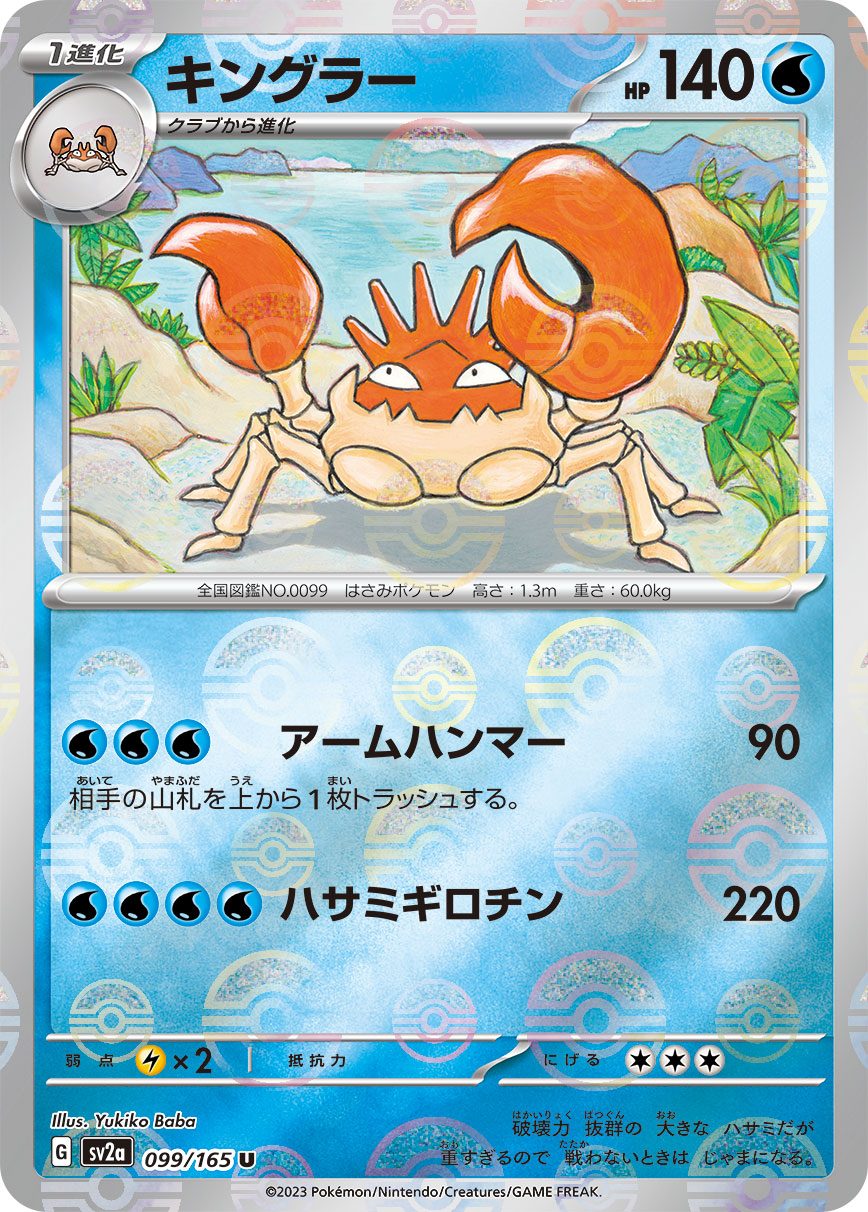 1進化
キングラー
HP 140
クラブから進化
全国図鑑NO.0099 はさみポケモン 高さ:1.3m 重さ:60.0kg
アームハンマー 90
相手の山札を上から1枚トラッシュする。
ハサミギロチン 220
弱点 ×2 抵抗力 にげる
Illus. Yukiko Baba
破壊力 抜群の 大きな ハサミだが
重すぎるので 戦わないときは じゃまになる。
G sv2a 099/165 U
©2023 Pokémon/Nintendo/Creatures/GAME FREAK.